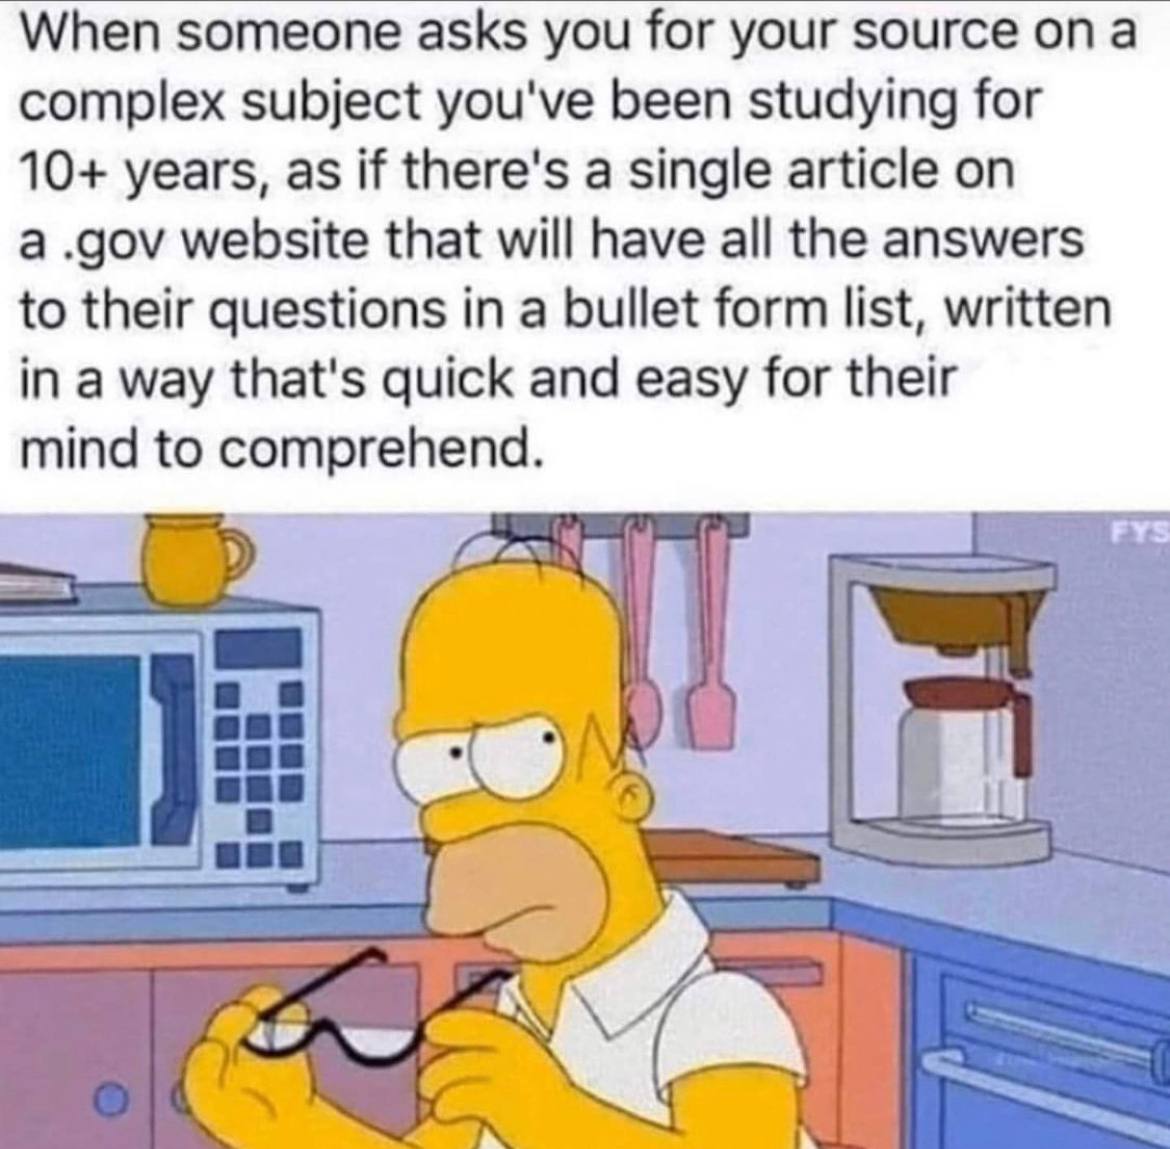 When someone asks you for your source on a
complex subject you've been studying for
10+ years, as if there's a single article on
a .gov website that will have all the answers
to their questions in a bullet form list, written
in a way that's quick and easy for their
mind to comprehend.
FYS